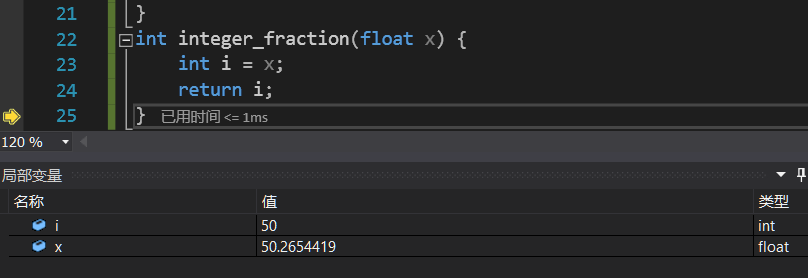 21 }
22 int integer_fraction(float x) {
23 int i = x;
24 return i;
25 } 已用时间 <= 1ms
120 %
局部变量
名称 值 类型
i 50 int
x 50.2654419 float